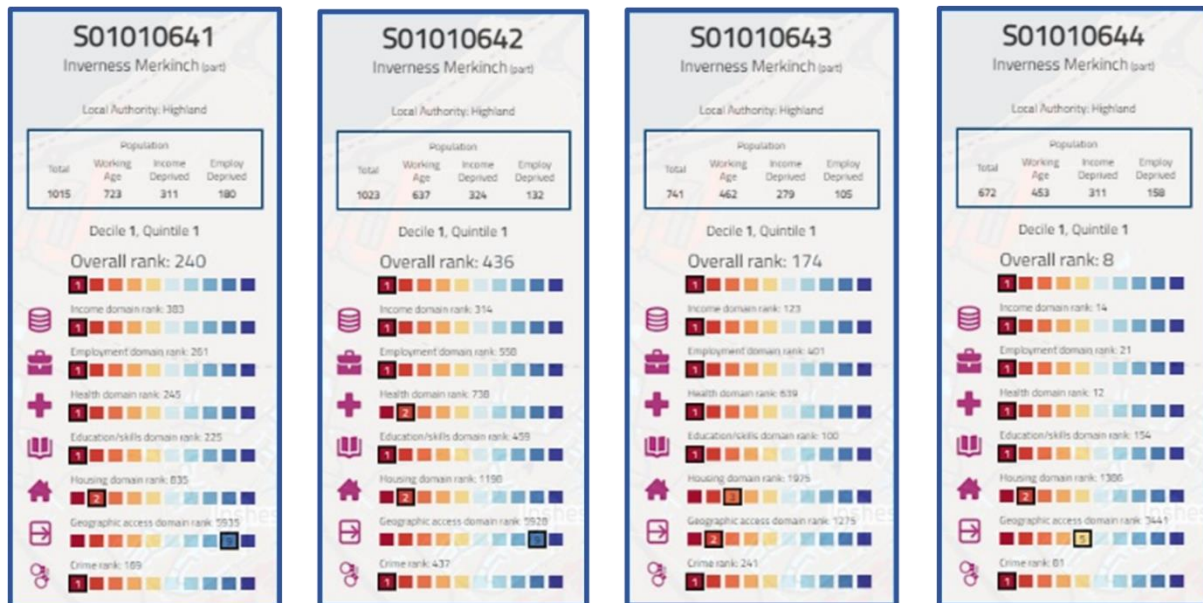 S01010641
Inverness Merkinch (part)
Local Authority: Highland
Population
Total Working Age Income Deprived Employ Deprived
1015 723 311 180
Decile 1, Quintile 1
Overall rank: 240
1
Income domain rank: 383
1
Employment domain rank: 261
1
Health domain rank: 245
1
Education/skills domain rank: 225
1
Housing domain rank: 835
2
Geographic access domain rank: 5935
9
Crime rank: 169
1
S01010642
Inverness Merkinch (part)
Local Authority: Highland
Population
Total Working Age Income Deprived Employ Deprived
1023 637 324 132
Decile 1, Quintile 1
Overall rank: 436
1
Income domain rank: 314
1
Employment domain rank: 558
1
Health domain rank: 738
2
Education/skills domain rank: 459
1
Housing domain rank: 1198
2
Geographic access domain rank: 5928
9
Crime rank: 437
1
S01010643
Inverness Merkinch (part)
Local Authority: Highland
Population
Total Working Age Income Deprived Employ Deprived
741 462 279 105
Decile 1, Quintile 1
Overall rank: 174
1
Income domain rank: 123
1
Employment domain rank: 401
1
Health domain rank: 639
1
Education/skills domain rank: 100
1
Housing domain rank: 1975
3
Geographic access domain rank: 1275
2
Crime rank: 241
1
S01010644
Inverness Merkinch (part)
Local Authority: Highland
Population
Total Working Age Income Deprived Employ Deprived
672 453 311 158
Decile 1, Quintile 1
Overall rank: 8
1
Income domain rank: 14
1
Employment domain rank: 21
1
Health domain rank: 12
1
Education/skills domain rank: 154
1
Housing domain rank: 1386
2
Geographic access domain rank: 3441
5
Crime rank: 81
1